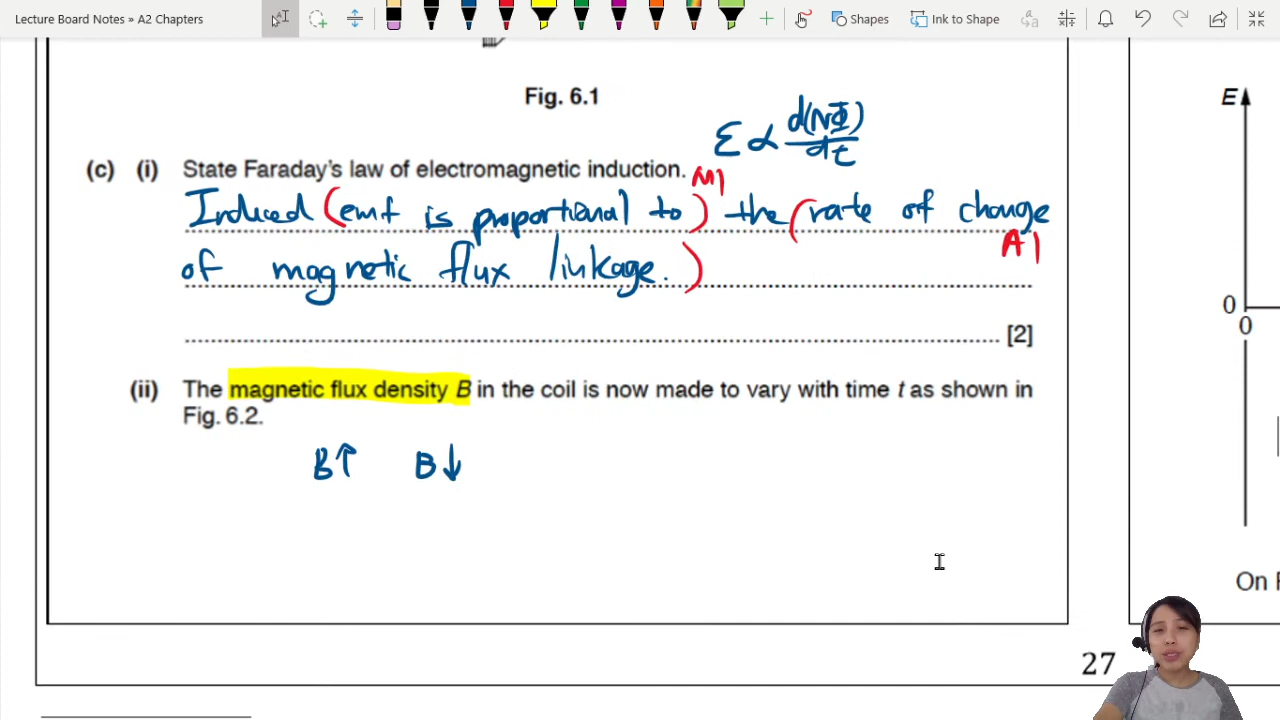 Lecture Board Notes » A2 Chapters
Shapes
Ink to Shape
Fig. 6.1
ε ∝ d(NΦ)/dt
(c) (i) State Faraday's law of electromagnetic induction.
M1
Induced (emf is proportional to) the (rate of change
A1
of magnetic flux linkage.)
[2]
(ii) The magnetic flux density B in the coil is now made to vary with time t as shown in
Fig. 6.2.
B↑ B↓
27
E
0
0
On